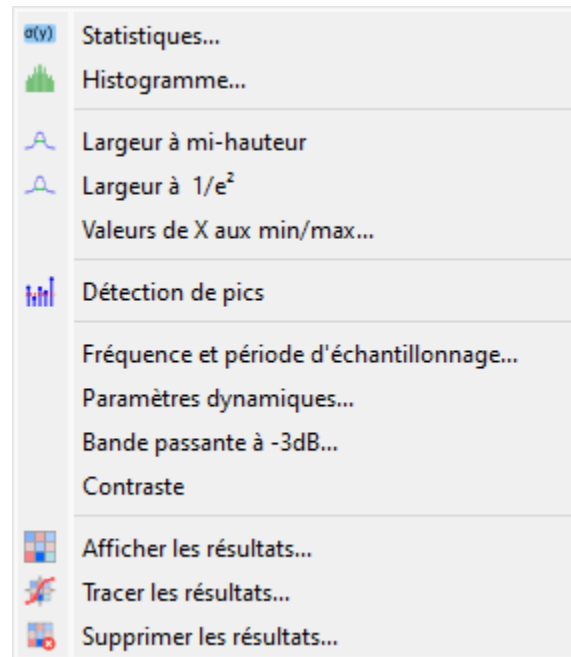 σ(y) Statistiques...
Histogramme...
Largeur à mi-hauteur
Largeur à 1/e²
Valeurs de X aux min/max...
Détection de pics
Fréquence et période d'échantillonnage...
Paramètres dynamiques...
Bande passante à -3dB...
Contraste
Afficher les résultats...
Tracer les résultats...
Supprimer les résultats...